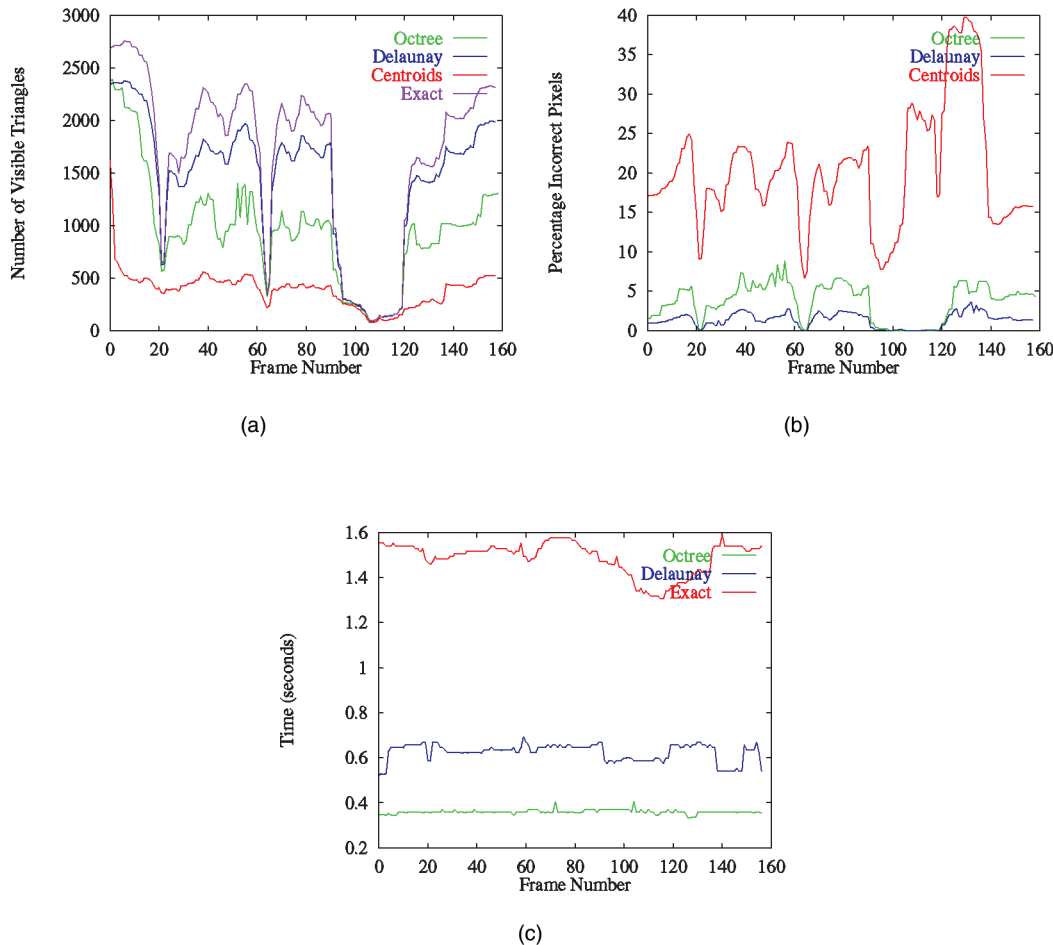 3000
2500
2000
1500
1000
500
0
Number of Visible Triangles
Octree
Delaunay
Centroids
Exact
0 20 40 60 80 100 120 140 160
Frame Number
(a)
40
35
30
25
20
15
10
5
0
Percentage Incorrect Pixels
Octree
Delaunay
Centroids
0 20 40 60 80 100 120 140 160
Frame Number
(b)
1.6
1.4
1.2
1
0.8
0.6
0.4
0.2
Time (seconds)
Octree
Delaunay
Exact
0 20 40 60 80 100 120 140 160
Frame Number
(c)